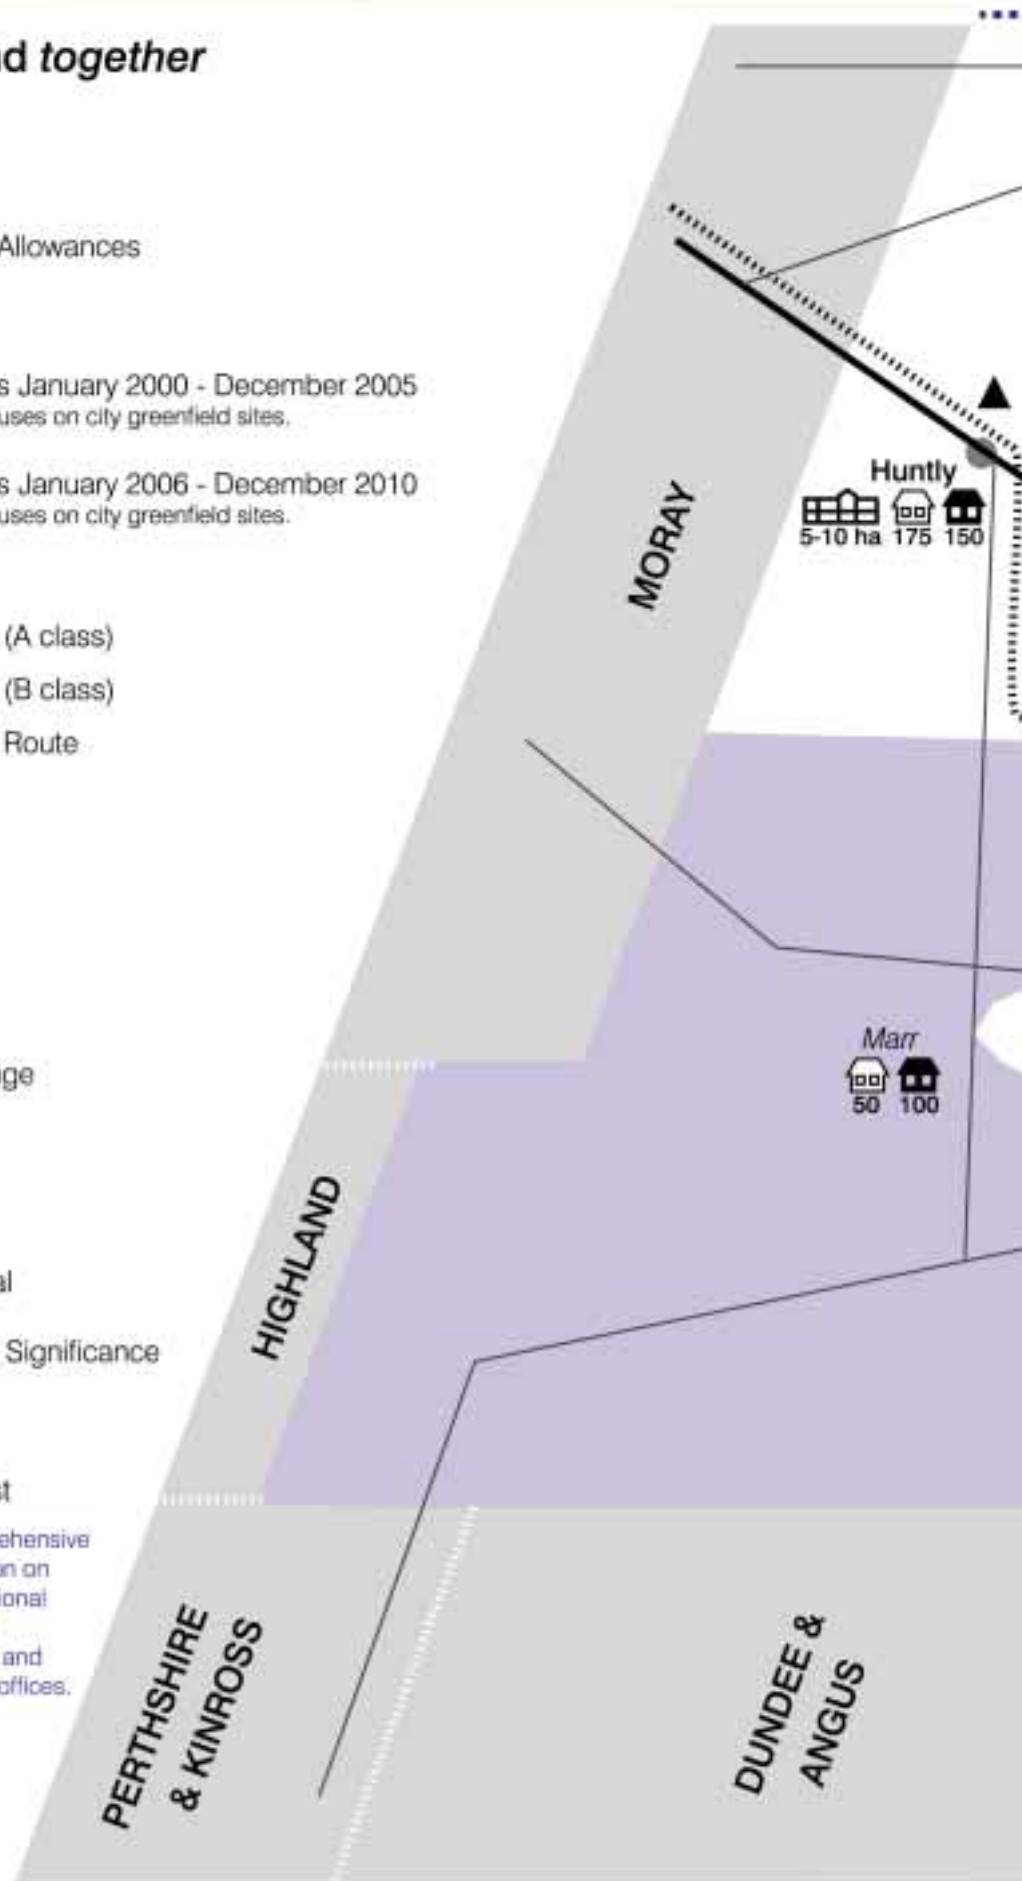 d together
Allowances
s January 2000 - December 2005
uses on city greenfield sites.
s January 2006 - December 2010
uses on city greenfield sites.
(A class)
(B class)
Route
ge
al
Significance
st
ehensive
an on
ional
and
offices.
MORAY
Huntly
5-10 ha 175 150
Marr
50 100
HIGHLAND
PERTHSHIRE
& KINROSS
DUNDEE &
ANGUS